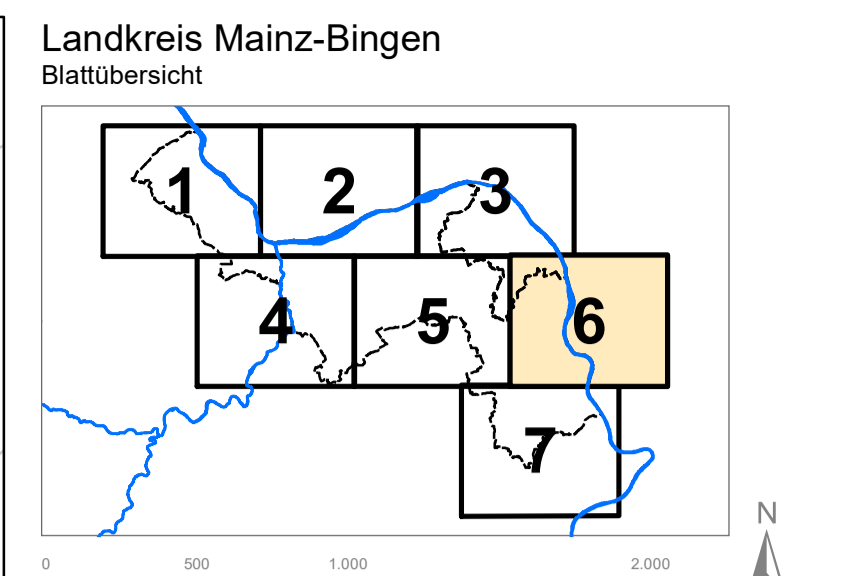 Landkreis Mainz-Bingen
Blattübersicht
1 2 3
4 5 6
7
N
0 500 1.000 2.000